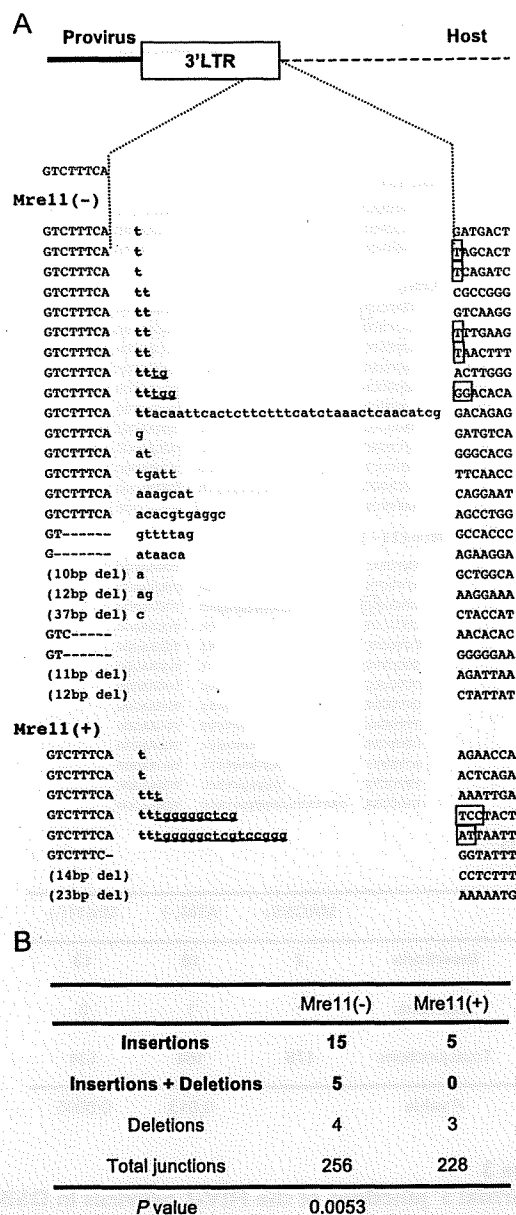 A
Provirus 3'LTR Host
GTCTTTCA
Mre11(-)
GTCTTTCA t GATGACT
GTCTTTCA t TAGCACT
GTCTTTCA t TCAGATC
GTCTTTCA tt CGCCGGG
GTCTTTCA tt GTCAAGG
GTCTTTCA tt TTTGAAG
GTCTTTCA tt TAACTTT
GTCTTTCA tttg ACTTGGG
GTCTTTCA tttgg GGACACA
GTCTTTCA ttacaattcactcttctttcatctaaactcaacatcg GACAGAG
GTCTTTCA g GATGTCA
GTCTTTCA at GGGCACG
GTCTTTCA tgatt TTCAACC
GTCTTTCA aaagcat CAGGAAT
GTCTTTCA acacgtgaggc AGCCTGG
GT------ gttttag GCCACCC
G------- ataaca AGAAGGA
(10bp del) a GCTGGCA
(12bp del) ag AAGGAAA
(37bp del) c CTACCAT
GTC----- AACACAC
GT------ GGGGGAA
(11bp del) AGATTAA
(12bp del) CTATTAT
Mre11(+)
GTCTTTCA t AGAACCA
GTCTTTCA t ACTCAGA
GTCTTTCA ttt AAATTGA
GTCTTTCA tttgggggctcg TCCTACT
GTCTTTCA tttgggggctcgtccggg ATTAATT
GTCTTTC- GGTATTT
(14bp del) CCTCTTT
(23bp del) AAAAATG
B
Mre11(-) Mre11(+)
Insertions 15 5
Insertions + Deletions 5 0
Deletions 4 3
Total junctions 256 228
P value 0.0053